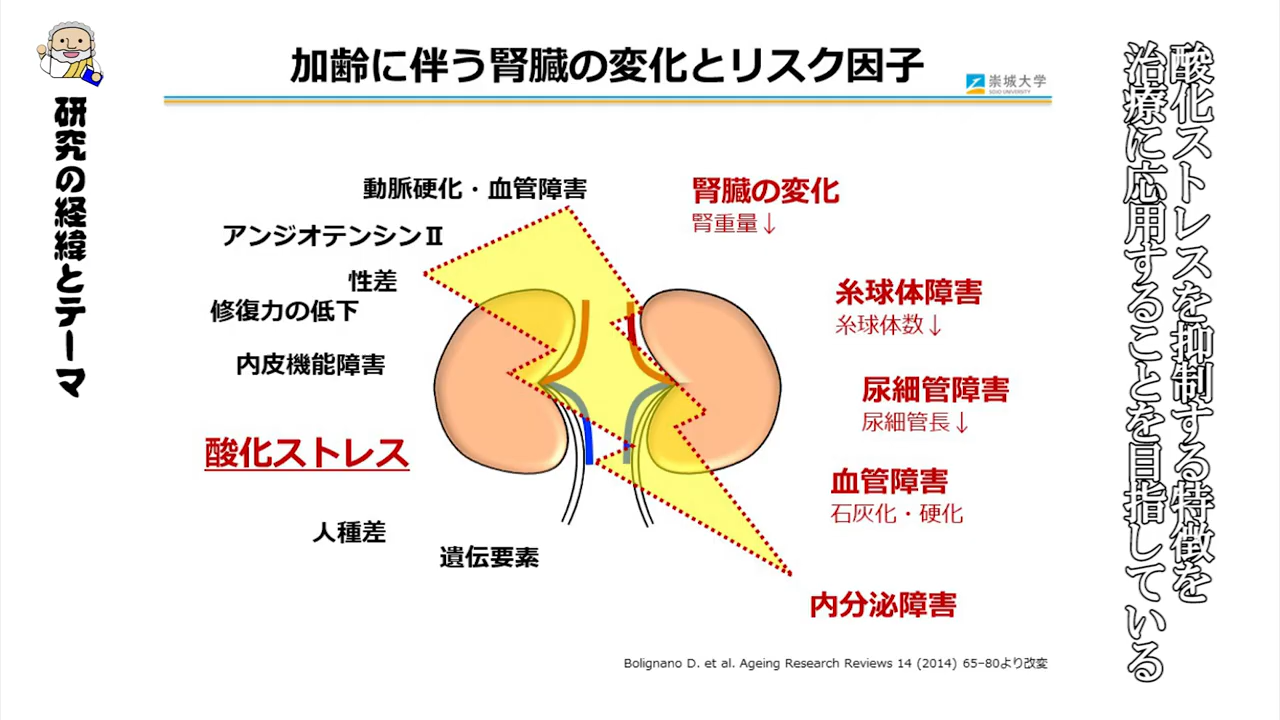 研究の経緯とテーマ
加齢に伴う腎臓の変化とリスク因子
崇城大学
SOJO UNIVERSITY
動脈硬化・血管障害
アンジオテンシンⅡ
性差
修復力の低下
内皮機能障害
酸化ストレス
人種差
遺伝要素
腎臓の変化
腎重量↓
糸球体障害
糸球体数↓
尿細管障害
尿細管長↓
血管障害
石灰化・硬化
内分泌障害
Bolignano D. et al. Ageing Research Reviews 14 (2014) 65–80より改変
酸化ストレスを抑制する特徴を
治療に応用することを目指している